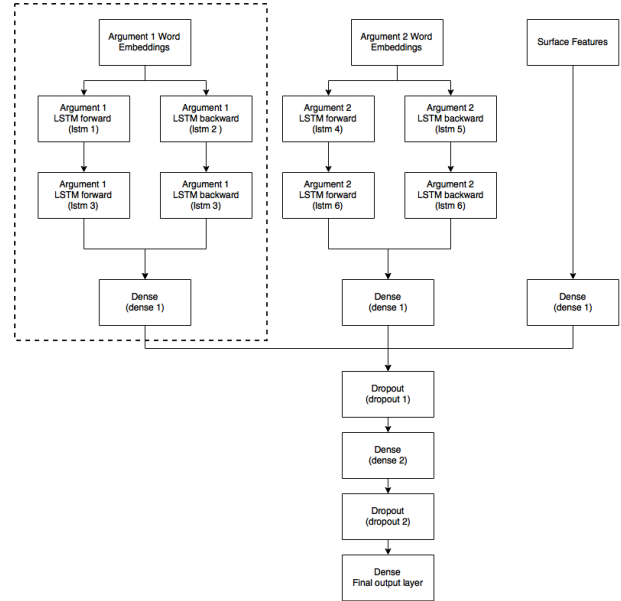 Argument 1 Word
Embeddings
Argument 2 Word
Embeddings
Surface Features
Argument 1
LSTM forward
(lstm 1)
Argument 1
LSTM backward
(lstm 2 )
Argument 2
LSTM forward
(lstm 4)
Argument 2
LSTM backward
(lstm 5)
Argument 1
LSTM forward
(lstm 3)
Argument 1
LSTM backward
(lstm 3)
Argument 2
LSTM forward
(lstm 6)
Argument 2
LSTM backward
(lstm 6)
Dense
(dense 1)
Dense
(dense 1)
Dense
(dense 1)
Dropout
(dropout 1)
Dense
(dense 2)
Dropout
(dropout 2)
Dense
Final output layer